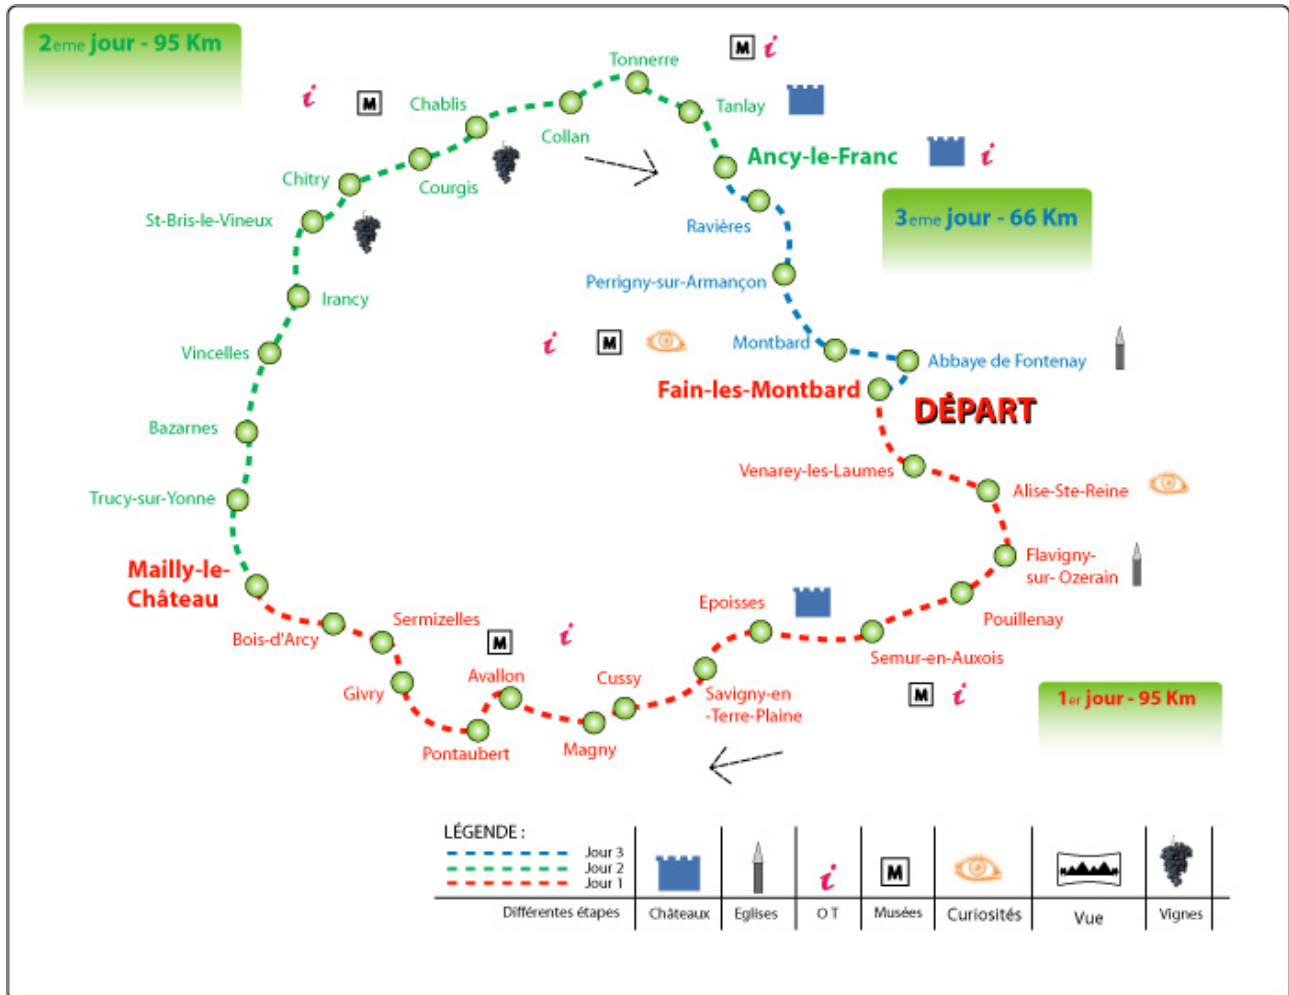 2eme jour - 95 Km
Tonnerre
M i
i M
Chablis
Collan
Tanlay
Ancy-le-Franc
i
Courgis
Chitry
St-Bris-le-Vineux
Ravières
3eme jour - 66 Km
Perrigny-sur-Armançon
Irancy
Vincelles
i M
Montbard
Abbaye de Fontenay
Fain-les-Montbard
DÉPART
Bazarnes
Venarey-les-Laumes
Alise-Ste-Reine
Trucy-sur-Yonne
Flavigny-
sur- Ozerain
Mailly-le-
Château
Epoisses
Pouillenay
Bois-d'Arcy
Sermizelles
M i
Semur-en-Auxois
Avallon
Cussy
Givry
Savigny-en
-Terre-Plaine
M i
1er jour - 95 Km
Pontaubert
Magny
LÉGENDE :
Jour 3
Jour 2
Jour 1
i M
Différentes étapes Châteaux Eglises O T Musées Curiosités Vue Vignes